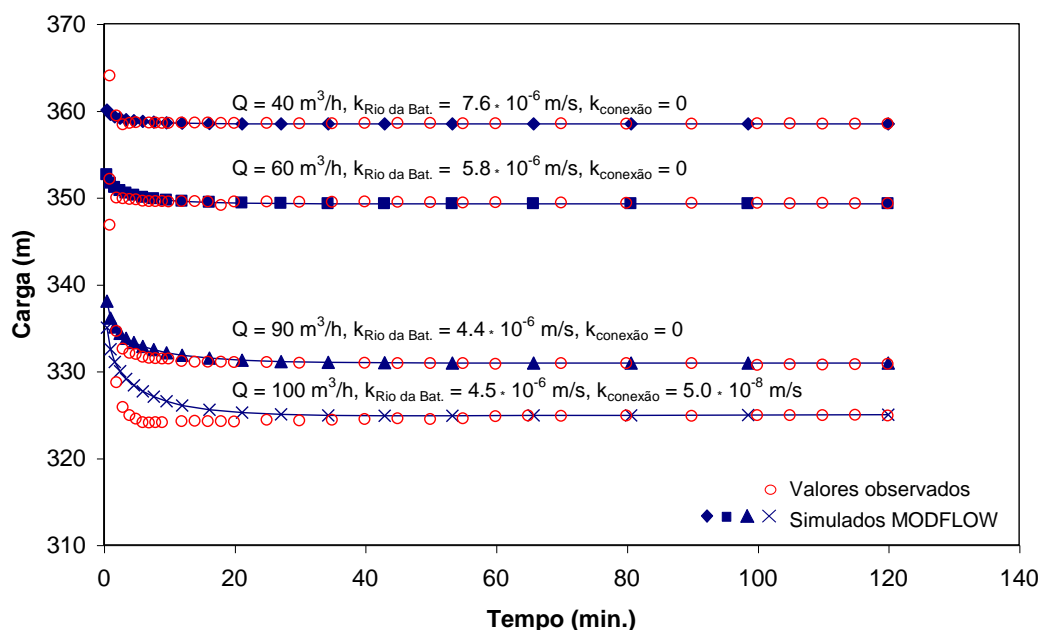 370
360
350
340
330
320
310
Carga (m)
Q = 40 m³/h, kRio da Bat. = 7.6 * 10⁻⁶ m/s, kconexão = 0
Q = 60 m³/h, kRio da Bat. = 5.8 * 10⁻⁶ m/s, kconexão = 0
Q = 90 m³/h, kRio da Bat. = 4.4 * 10⁻⁶ m/s, kconexão = 0
Q = 100 m³/h, kRio da Bat. = 4.5 * 10⁻⁶ m/s, kconexão = 5.0 * 10⁻⁸ m/s
Valores observados
Simulados MODFLOW
0 20 40 60 80 100 120 140
Tempo (min.)